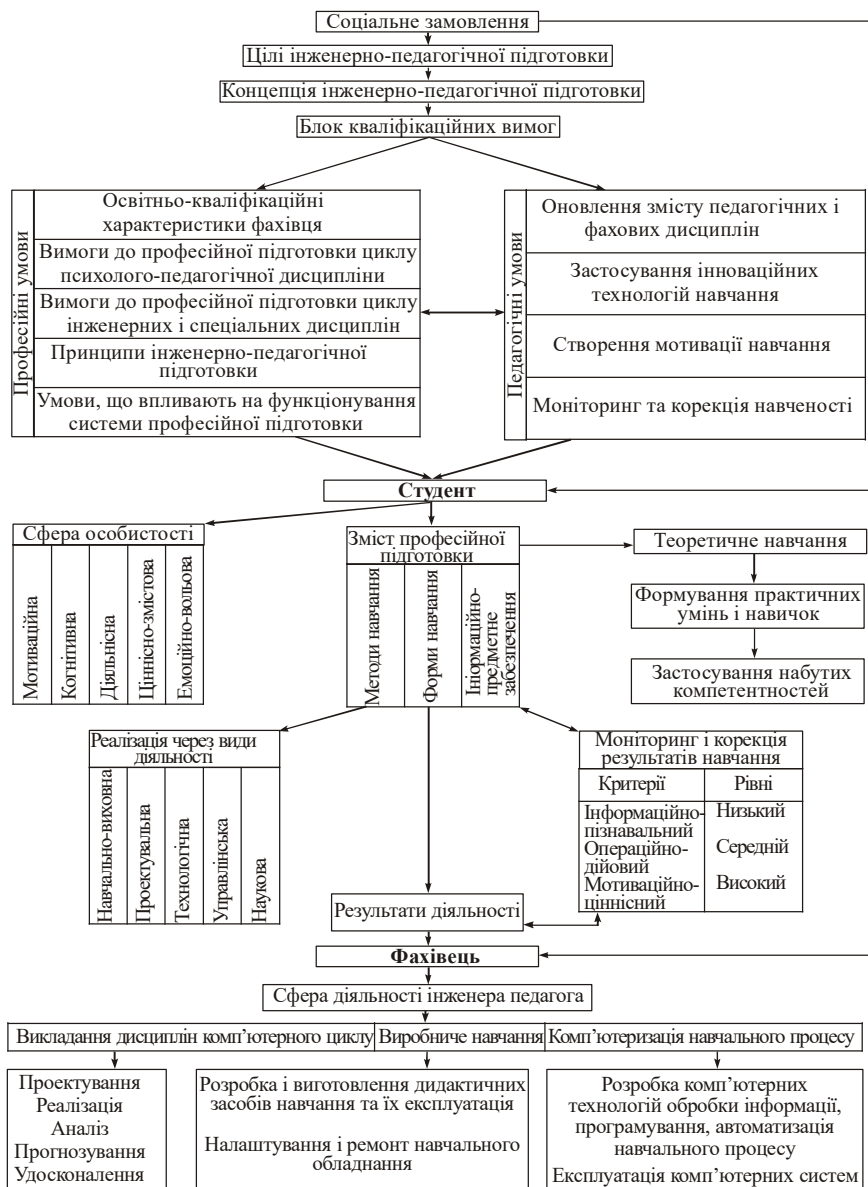 Соціальне замовлення
Цілі інженерно-педагогічної підготовки
Концепція інженерно-педагогічної підготовки
Блок кваліфікаційних вимог
Професійні умови
Освітньо-кваліфікаційні
характеристики фахівця
Вимоги до професійної підготовки циклу
психолого-педагогічної дисципліни
Вимоги до професійної підготовки циклу
інженерних і спеціальних дисциплін
Принципи інженерно-педагогічної
підготовки
Умови, що впливають на функціонування
системи професійної підготовки
Педагогічні умови
Оновлення змісту педагогічних і
фахових дисциплін
Застосування інноваційних
технологій навчання
Створення мотивації навчання
Моніторинг та корекція навченості
Студент
Сфера особистості
Мотиваційна
Когнітивна
Діяльнісна
Ціннісно-змістова
Емоційно-вольова
Зміст професійної
підготовки
Методи навчання
Форми навчання
Ініормаційно-
предметне
забезпечення
Теоретичне навчання
Формування практичних
умінь і навичок
Застосування набутих
компетентностей
Реалізація через види
діяльності
Навчально-виховна
Проектувальна
Технологічна
Управлінська
Наукова
Моніторинг і корекція
результатів навчання
Критерії
Рівні
Інформаційно-
пізнавальний
Операційно-
дійовий
Мотиваційно-
ціннісний
Низький
Середній
Високий
Результати діяльності
Фахівець
Сфера діяльності інженера педагога
Викладання дисциплін комп’ютерного циклу
Виробниче навчання
Комп’ютеризація навчального процесу
Проектування
Реалізація
Аналіз
Прогнозування
Удосконалення
Розробка і виготовлення дидактичних
засобів навчання та їх експлуатація
Налаштування і ремонт навчального
обладнання
Розробка комп’ютерних
технологій обробки інформації,
програмування, автоматизація
навчального процесу
Експлуатація комп’ютерних систем